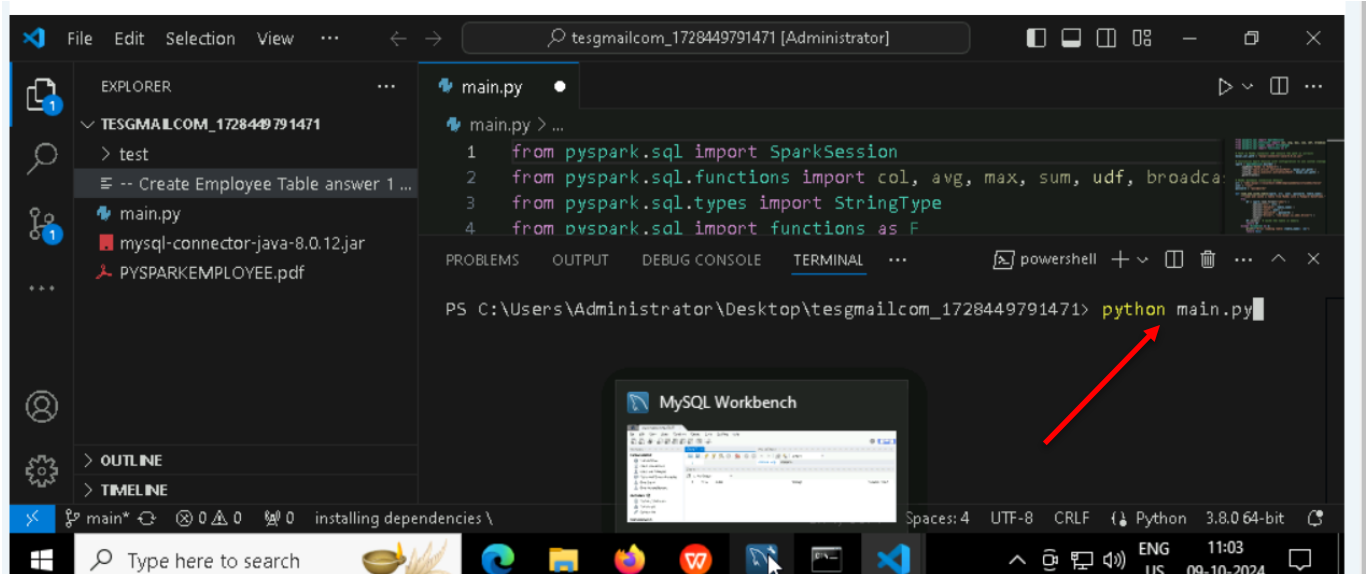 File Edit Selection View ··· tesgmailcom_1728449791471 [Administrator]
EXPLORER ···
main.py
TESGMAILCOM_1728449791471
main.py > ...
test
-- Create Employee Table answer 1 ...
main.py
mysql-connector-java-8.0.12.jar
PYSPARKEMPLOYEE.pdf
1 from pyspark.sql import SparkSession
2 from pyspark.sql.functions import col, avg, max, sum, udf, broadca
3 from pyspark.sql.types import StringType
4 from pyspark.sql import functions as F
PROBLEMS OUTPUT DEBUG CONSOLE TERMINAL ··· powershell
PS C:\Users\Administrator\Desktop\tesgmailcom_1728449791471> python main.py
MySQL Workbench
OUTLINE
TIMELINE
main* 0 0 0 installing dependencies \ Spaces: 4 UTF-8 CRLF Python 3.8.0 64-bit
Type here to search
ENG
US
11:03
09-10-2024
1
1